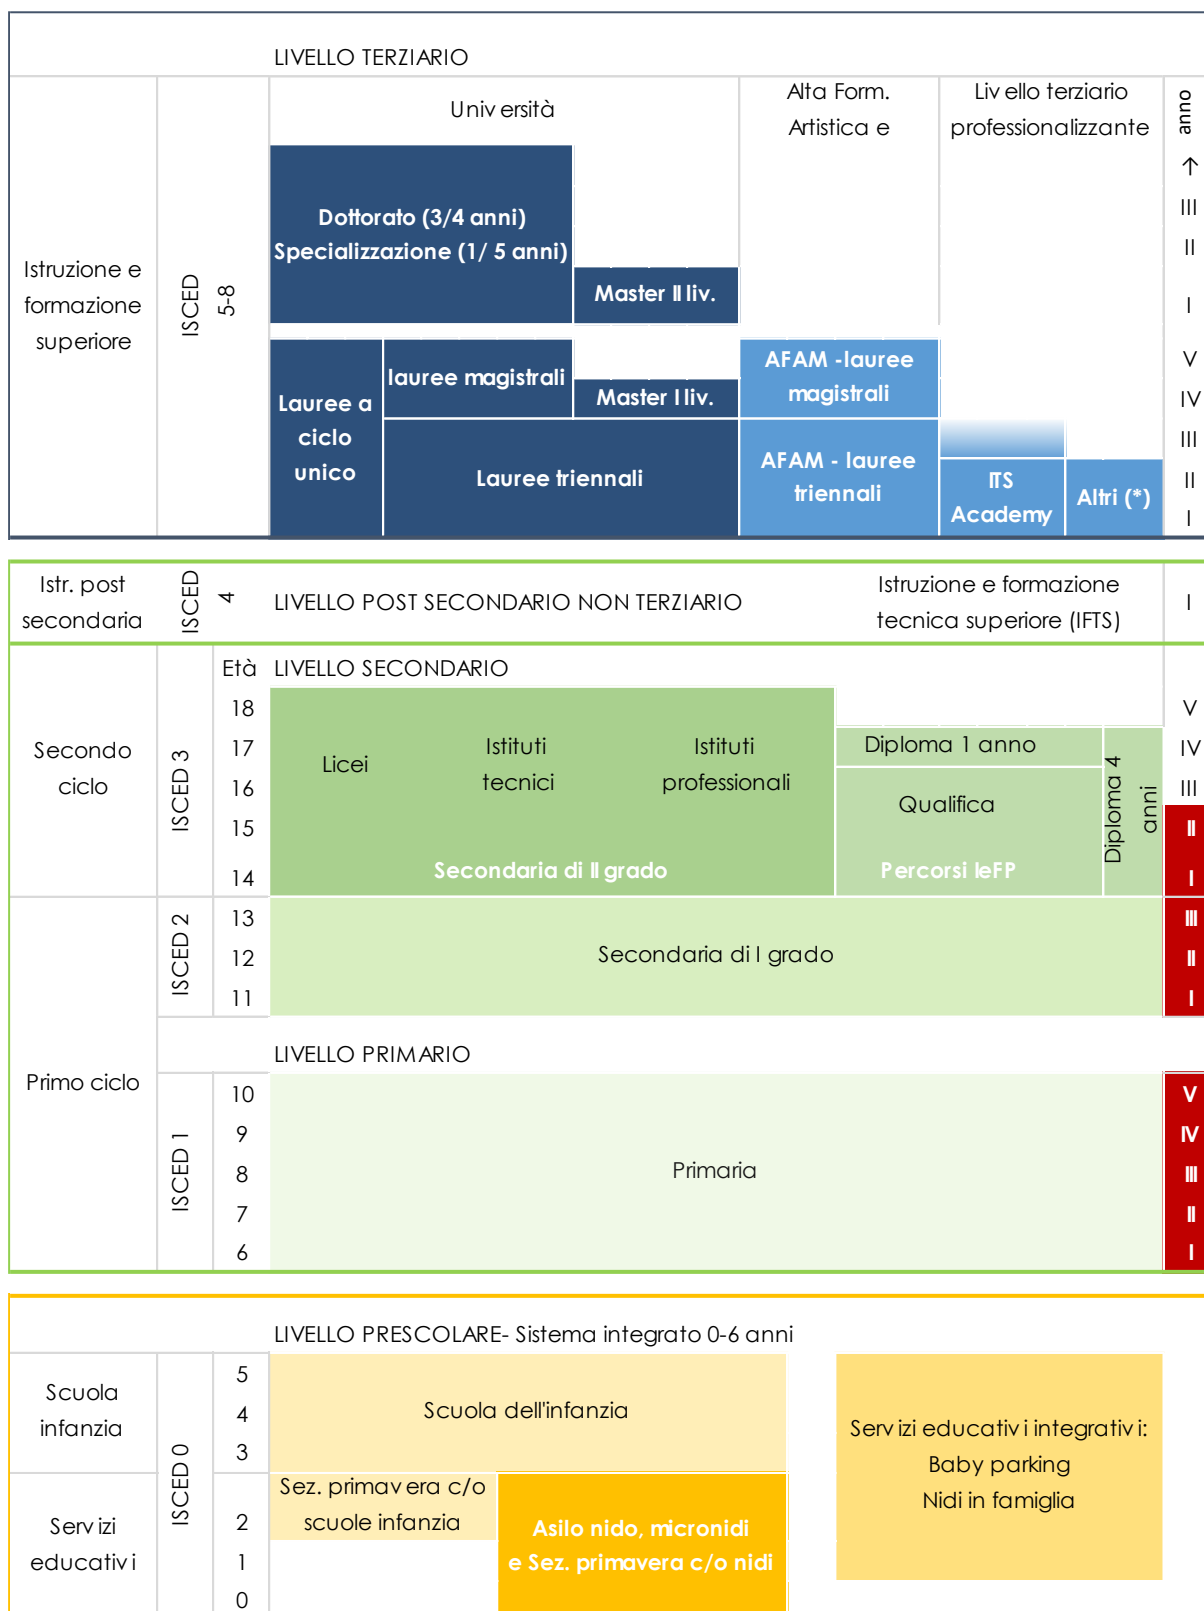 LIVELLO TERZIARIO
Università
Alta Form.
Artistica e
Livello terziario
professionalizzante
anno
↑
III
II
I
Istruzione e
formazione
superiore
ISCED
5-8
Dottorato (3/4 anni)
Specializzazione (1/ 5 anni)
Master II liv.
Lauree a
ciclo
unico
lauree magistrali
Master I liv.
Lauree triennali
AFAM -lauree
magistrali
AFAM - lauree
triennali
ITS
Academy
Altri (*)
V
IV
III
II
I
Istr. post
secondaria
ISCED
4
LIVELLO POST SECONDARIO NON TERZIARIO
Istruzione e formazione
tecnica superiore (IFTS)
I
Età
LIVELLO SECONDARIO
Secondo
ciclo
ISCED 3
18
17
16
15
14
Licei
Istituti
tecnici
Istituti
professionali
Secondaria di II grado
Diploma 1 anno
Qualifica
Percorsi IeFP
Diploma 4
anni
V
IV
III
II
I
Primo ciclo
ISCED 2
13
12
11
Secondaria di I grado
III
II
I
LIVELLO PRIMARIO
ISCED 1
10
9
8
7
6
Primaria
V
IV
III
II
I
LIVELLO PRESCOLARE- Sistema integrato 0-6 anni
Scuola
infanzia
ISCED 0
5
4
3
Scuola dell'infanzia
Servizi educativi integrativi:
Baby parking
Nidi in famiglia
Servizi
educativi
2
1
0
Sez. primavera c/o
scuole infanzia
Asilo nido, micronidi
e Sez. primavera c/o nidi